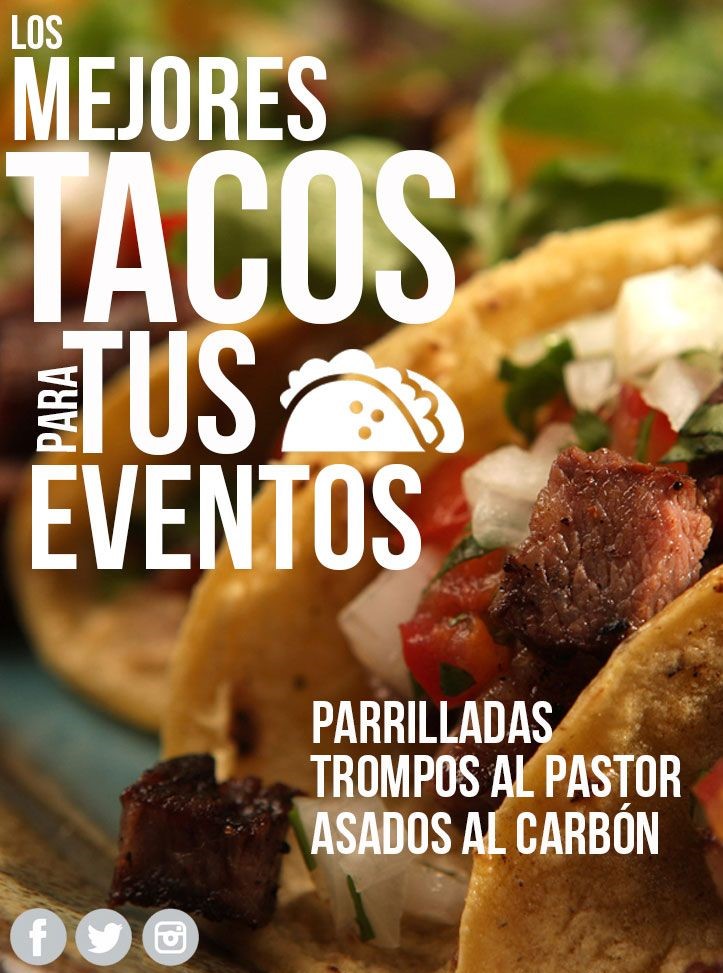 LOS
MEJORES
TACOS
PARA TUS
EVENTOS
PARRILLADAS
TROMPOS AL PASTOR
ASADOS AL CARBÓN